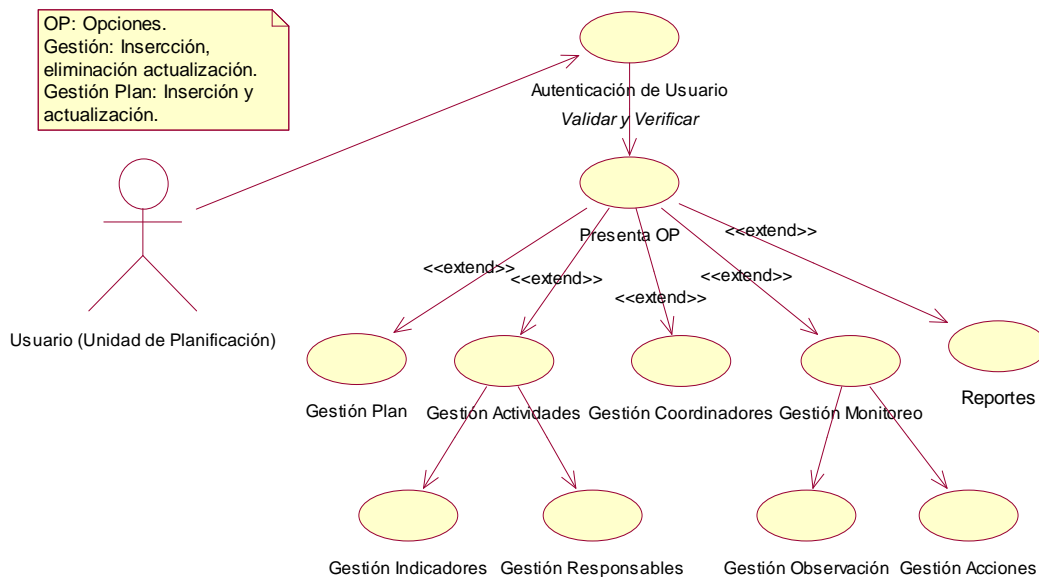 OP: Opciones.
Gestión: Insercción,
eliminación actualización.
Gestión Plan: Inserción y
actualización.
Autenticación de Usuario
Validar y Verificar
Usuario (Unidad de Planificación)
Presenta OP
<<extend>>
<<extend>>
<<extend>>
<<extend>>
<<extend>>
Gestión Plan
Gestión Actividades
Gestión Coordinadores
Gestión Monitoreo
Reportes
Gestión Indicadores
Gestión Responsables
Gestión Observación
Gestión Acciones